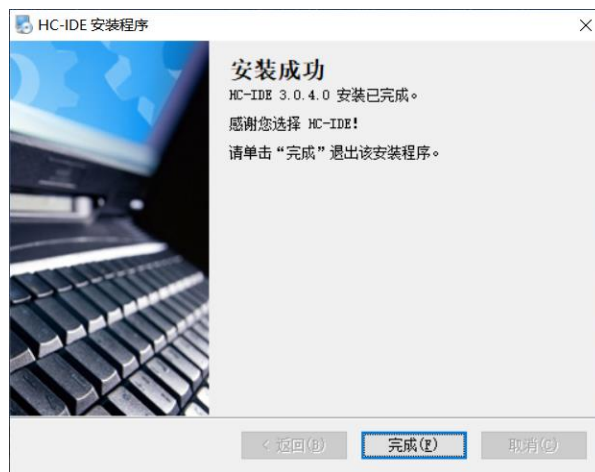 HC-IDE 安装程序
安装成功
HC-IDE 3.0.4.0 安装已完成。
感谢您选择 HC-IDE!
请单击“完成”退出该安装程序。
< 返回(B)
完成(F)
取消(C)